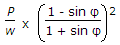 p/w x ((1 - sin φ)/(1 + sin φ))²